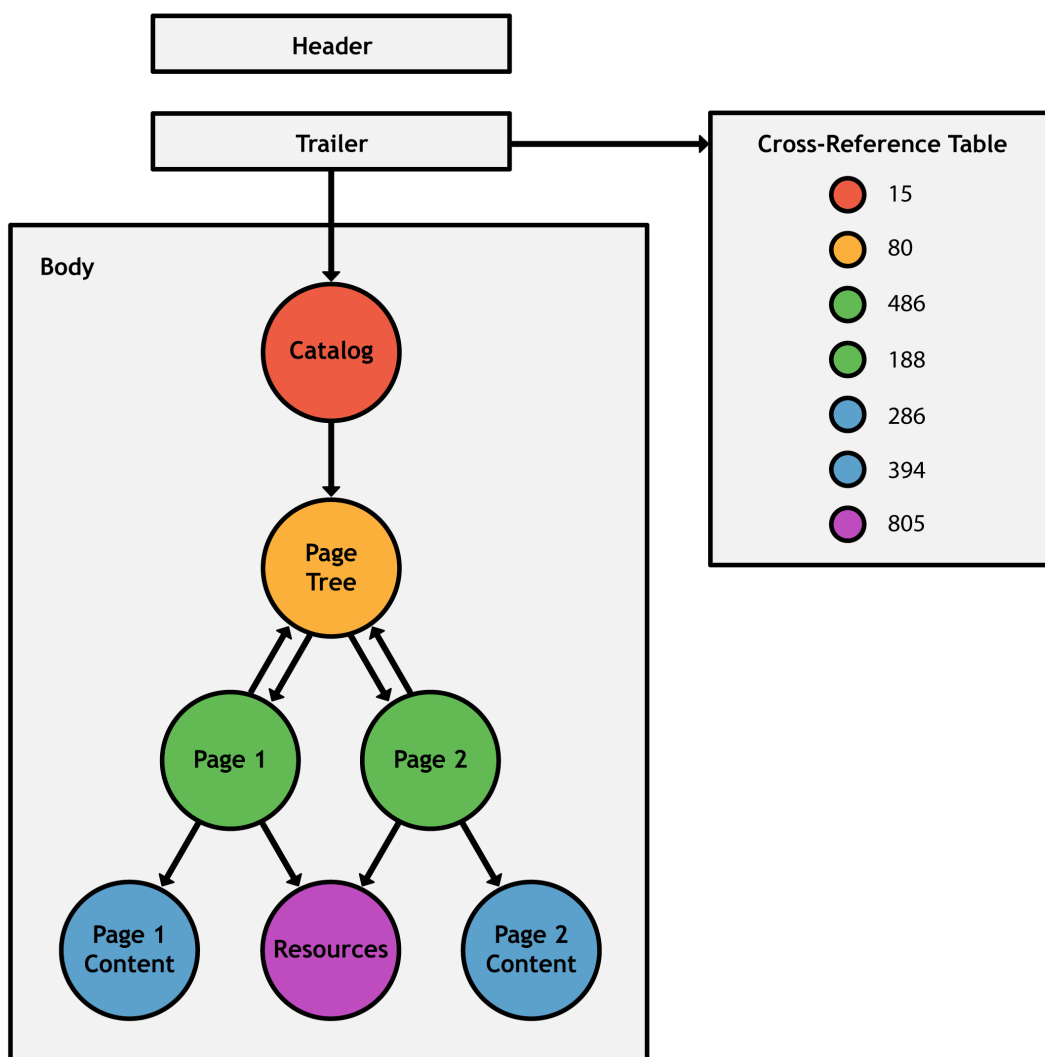 Header
Trailer
Cross-Reference Table
15
80
486
188
286
394
805
Body
Catalog
Page
Tree
Page 1
Page 2
Page 1
Content
Resources
Page 2
Content